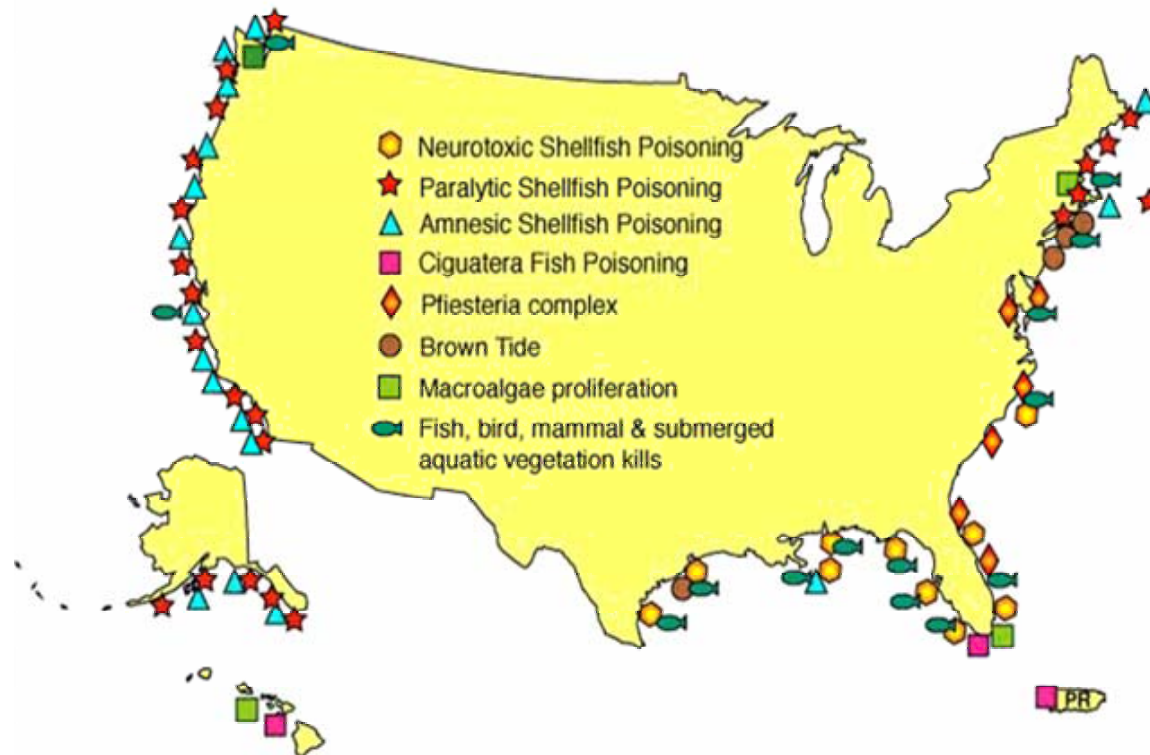 Neurotoxic Shellfish Poisoning
Paralytic Shellfish Poisoning
Amnesic Shellfish Poisoning
Ciguatera Fish Poisoning
Pfiesteria complex
Brown Tide
Macroalgae proliferation
Fish, bird, mammal & submerged
aquatic vegetation kills
PR